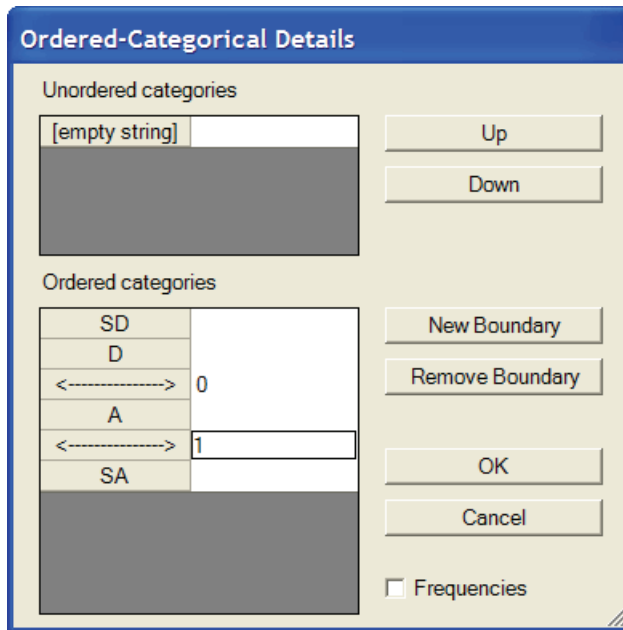 Ordered-Categorical Details
Unordered categories
[empty string]
Up
Down
Ordered categories
SD
D
<---------------> 0
A
<---------------> 1
SA
New Boundary
Remove Boundary
OK
Cancel
Frequencies